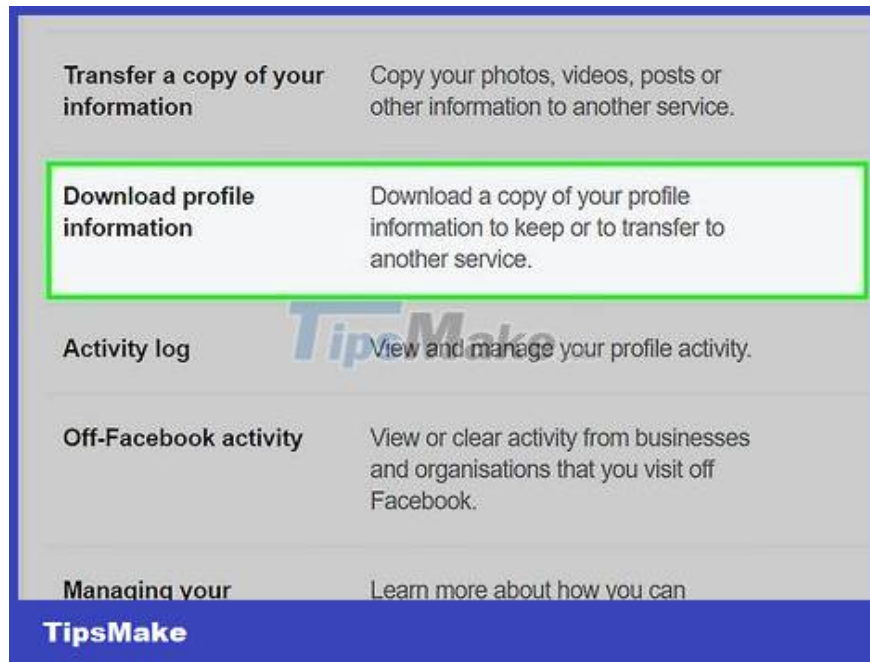 Transfer a copy of your
information
Copy your photos, videos, posts or
other information to another service.
Download profile
information
Download a copy of your profile
information to keep or to transfer to
another service.
Activity log
View and manage your profile activity.
TipsMake
Off-Facebook activity
View or clear activity from businesses
and organisations that you visit off
Facebook.
Managing your
Learn more about how you can
TipsMake